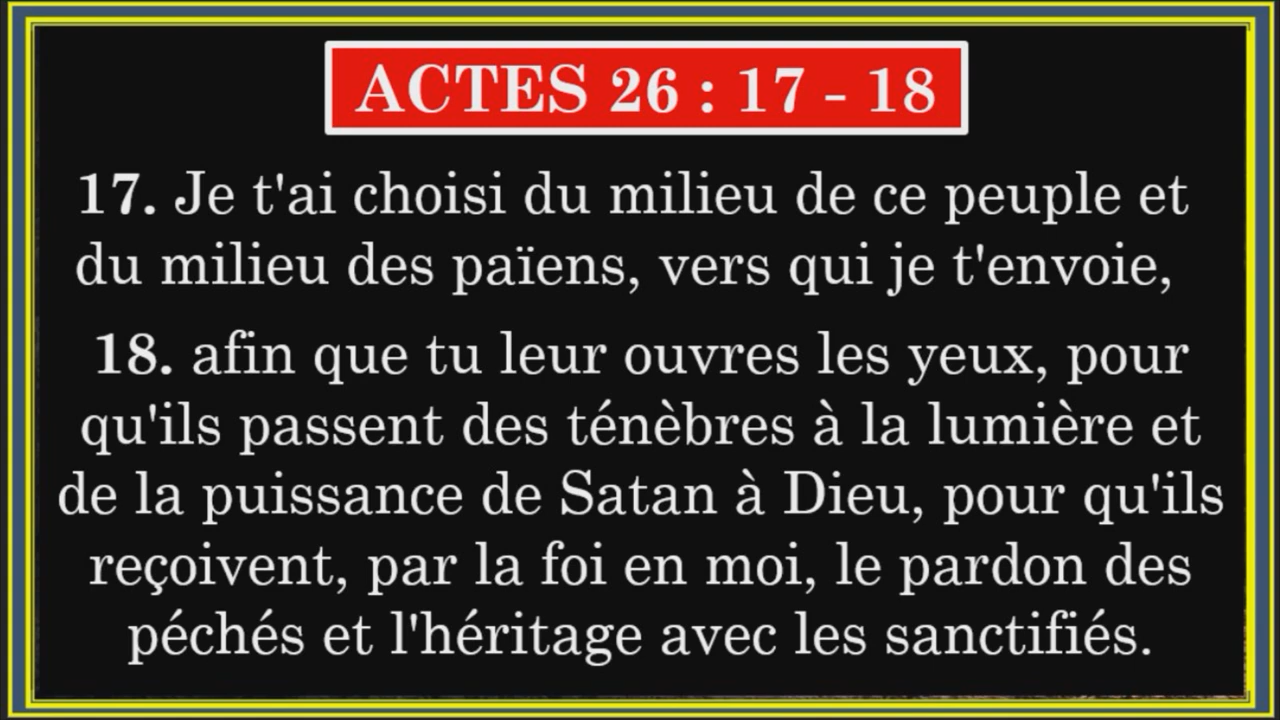 ACTES 26 : 17 - 18
17. Je t'ai choisi du milieu de ce peuple et
du milieu des païens, vers qui je t'envoie,
18. afin que tu leur ouvres les yeux, pour
qu'ils passent des ténèbres à la lumière et
de la puissance de Satan à Dieu, pour qu'ils
reçoivent, par la foi en moi, le pardon des
péchés et l'héritage avec les sanctifiés.